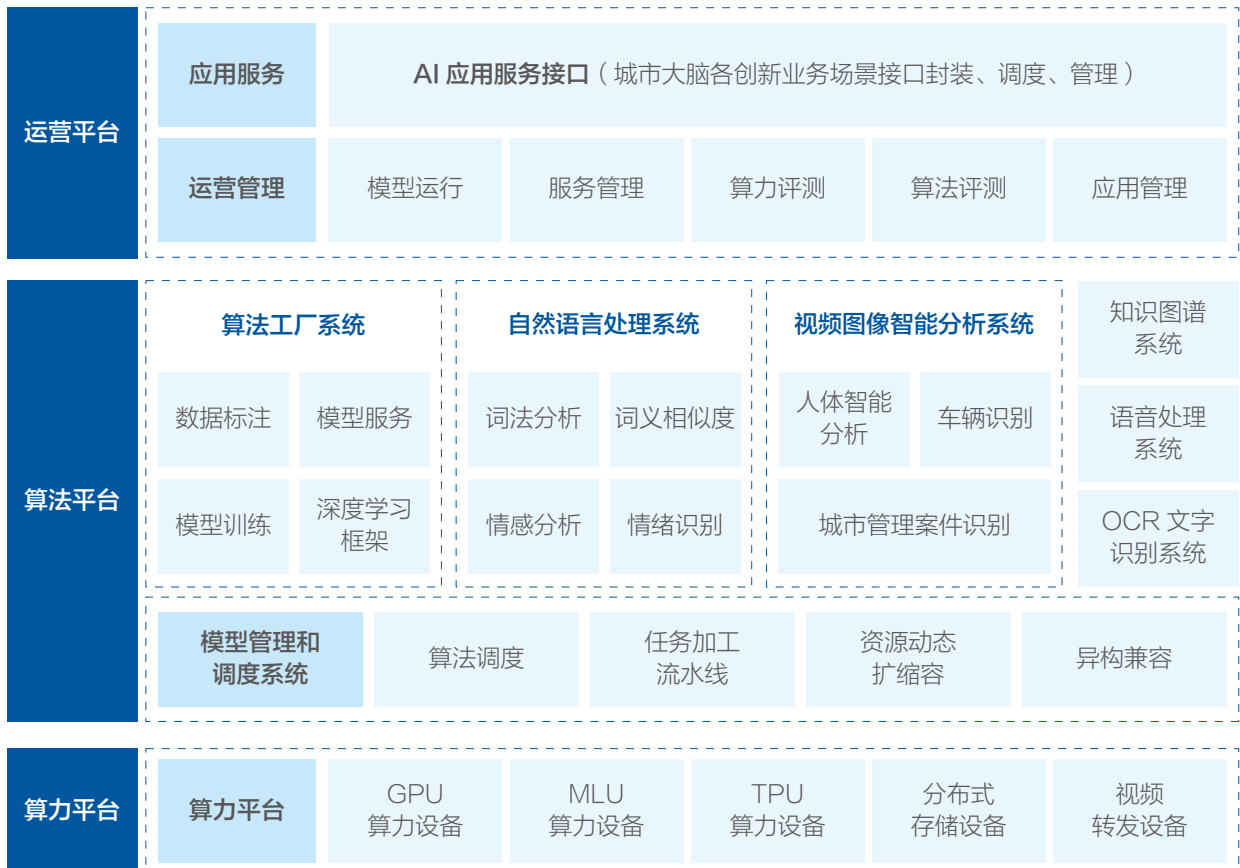 运营平台
应用服务
AI 应用服务接口（城市大脑各创新业务场景接口封装、调度、管理）
运营管理
模型运行
服务管理
算力评测
算法评测
应用管理
算法平台
算法工厂系统
数据标注
模型服务
模型训练
深度学习
框架
自然语言处理系统
词法分析
词义相似度
情感分析
情绪识别
视频图像智能分析系统
人体智能
分析
车辆识别
城市管理案件识别
知识图谱
系统
语音处理
系统
OCR 文字
识别系统
模型管理和
调度系统
算法调度
任务加工
流水线
资源动态
扩缩容
异构兼容
算力平台
算力平台
GPU
算力设备
MLU
算力设备
TPU
算力设备
分布式
存储设备
视频
转发设备